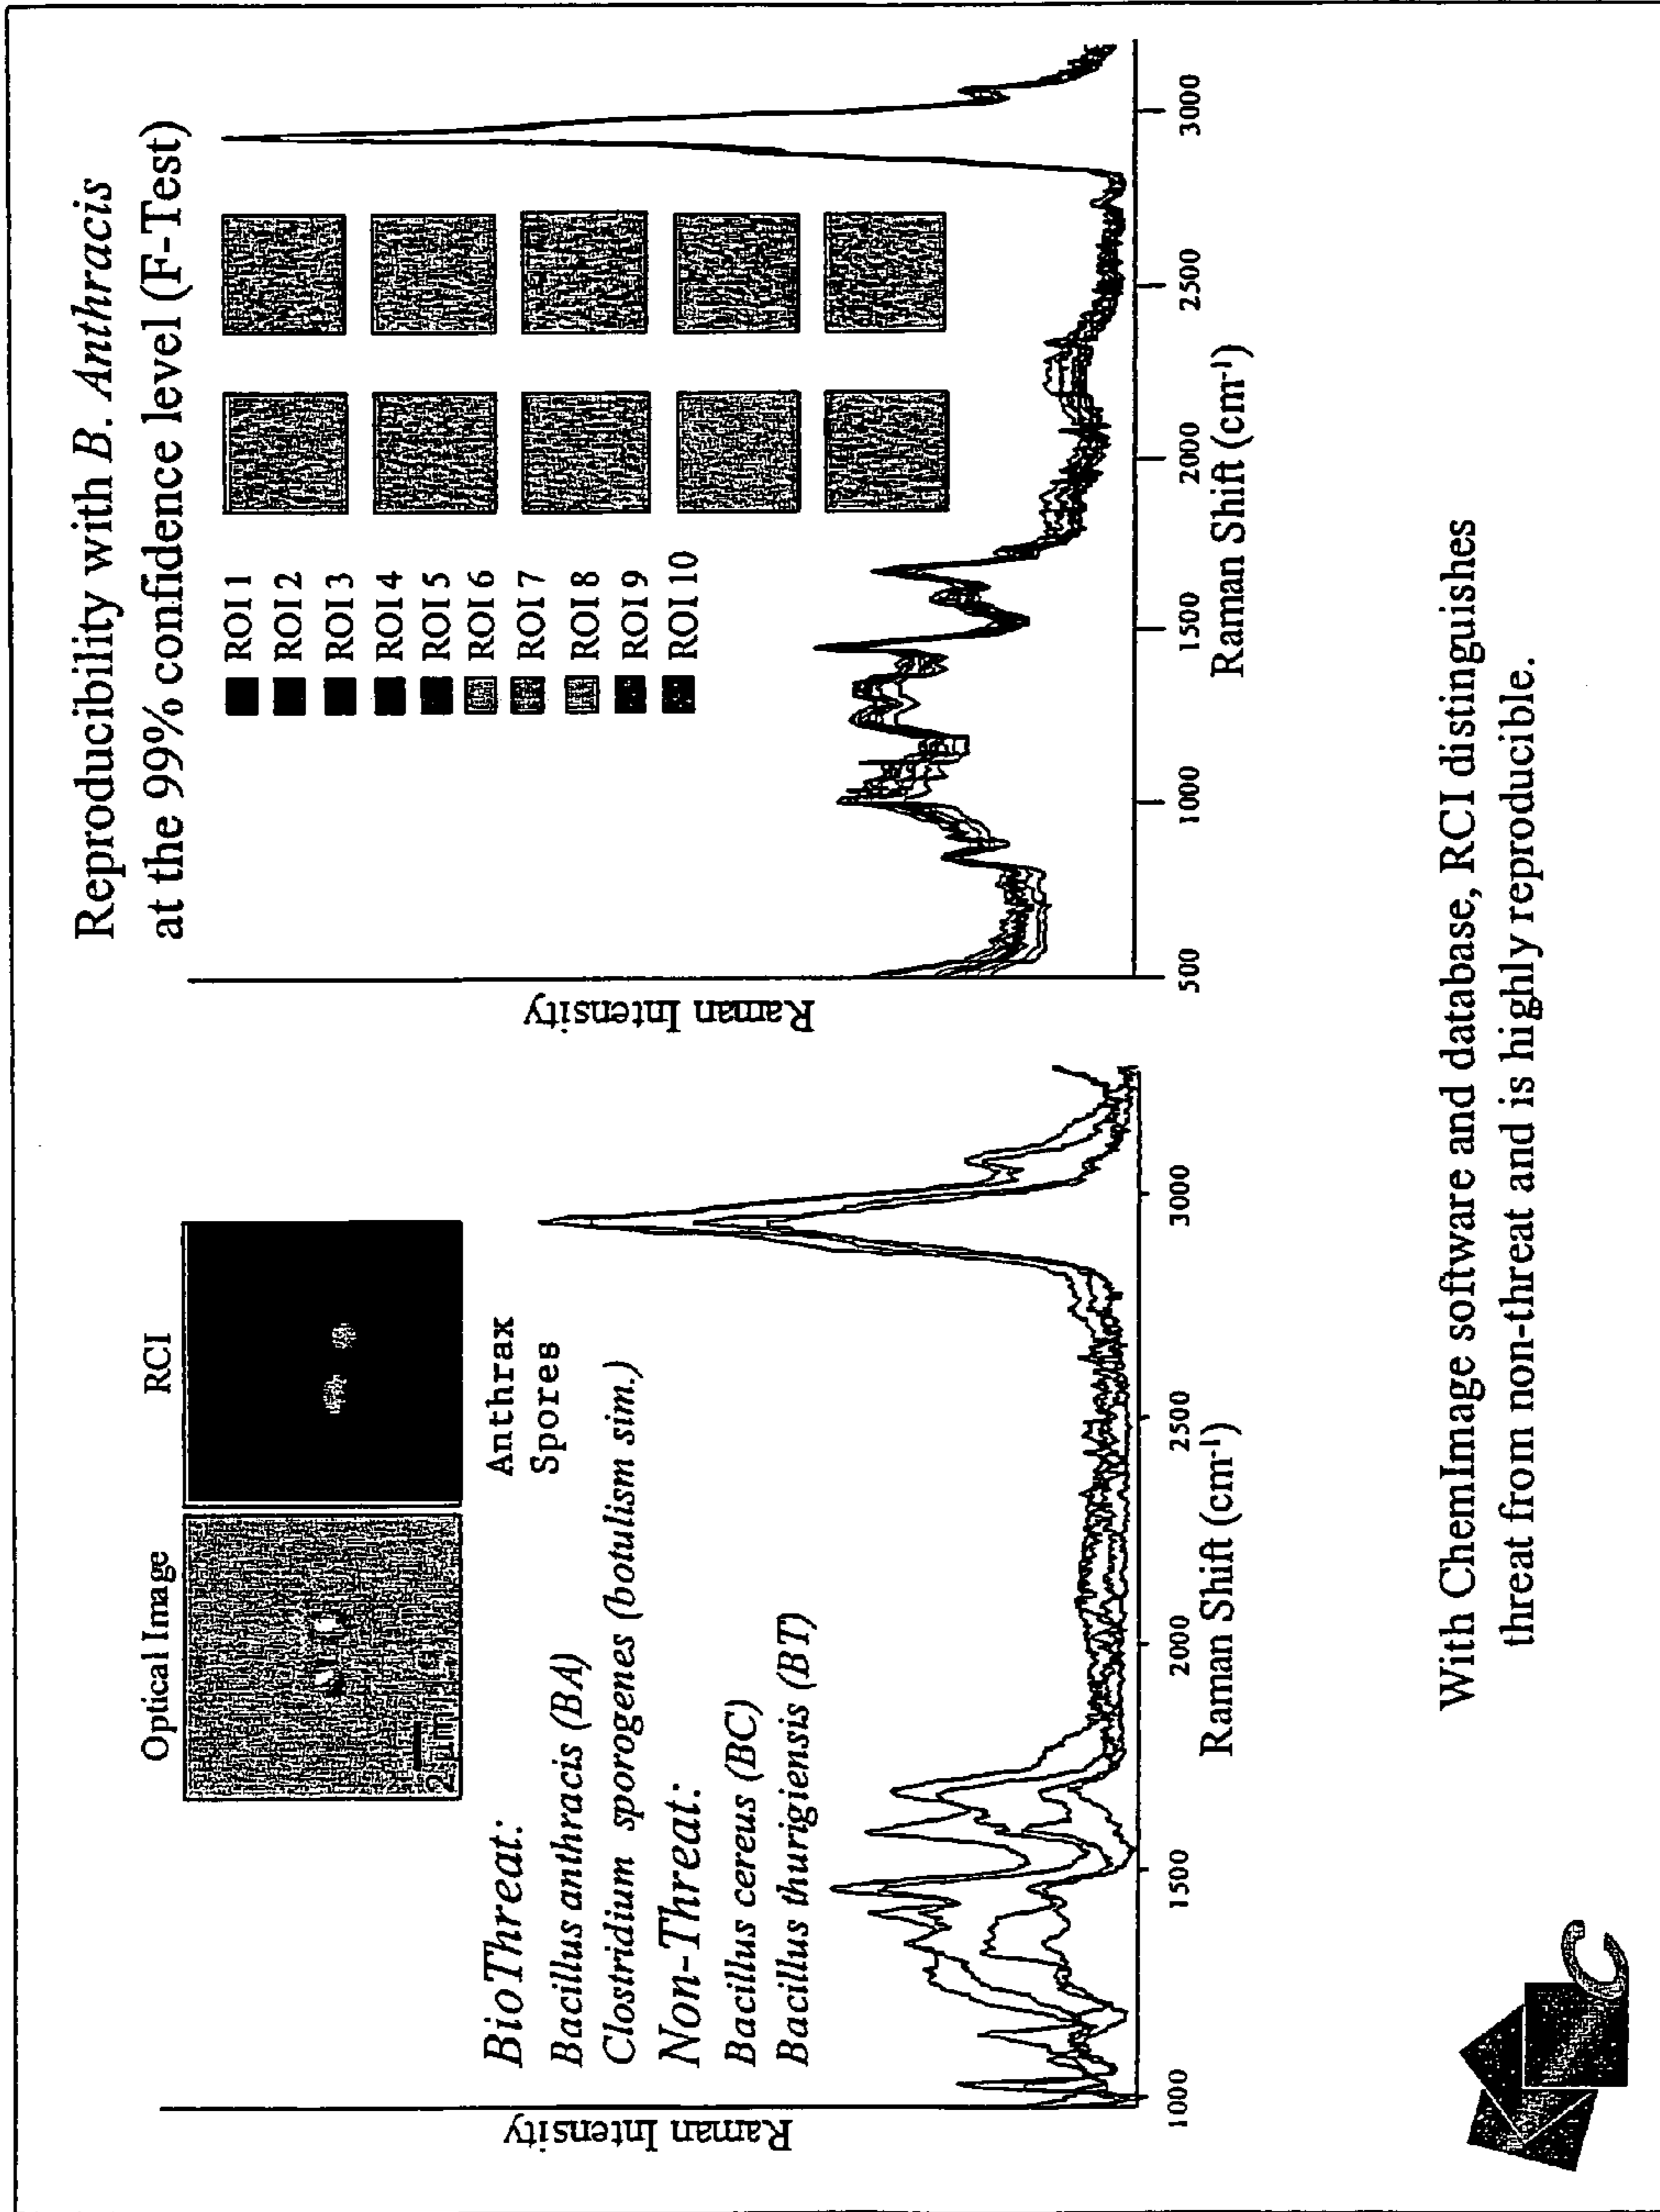 Optical Image
RCI
2 µm
Anthrax
Spores
BioThreat:
Bacillus anthracis (BA)
Clostridium sporogenes (botulism sim.)
Non-Threat:
Bacillus cereus (BC)
Bacillus thurigiensis (BT)
Raman Intensity
1000
1500
2000
2500
3000
Raman Shift (cm⁻¹)
Reproducibility with B. Anthracis
at the 99% confidence level (F-Test)
ROI 1
ROI 2
ROI 3
ROI 4
ROI 5
ROI 6
ROI 7
ROI 8
ROI 9
ROI 10
Raman Intensity
500
1000
1500
2000
2500
3000
Raman Shift (cm⁻¹)
With ChemImage software and database, RCI distinguishes
threat from non-threat and is highly reproducible.
C